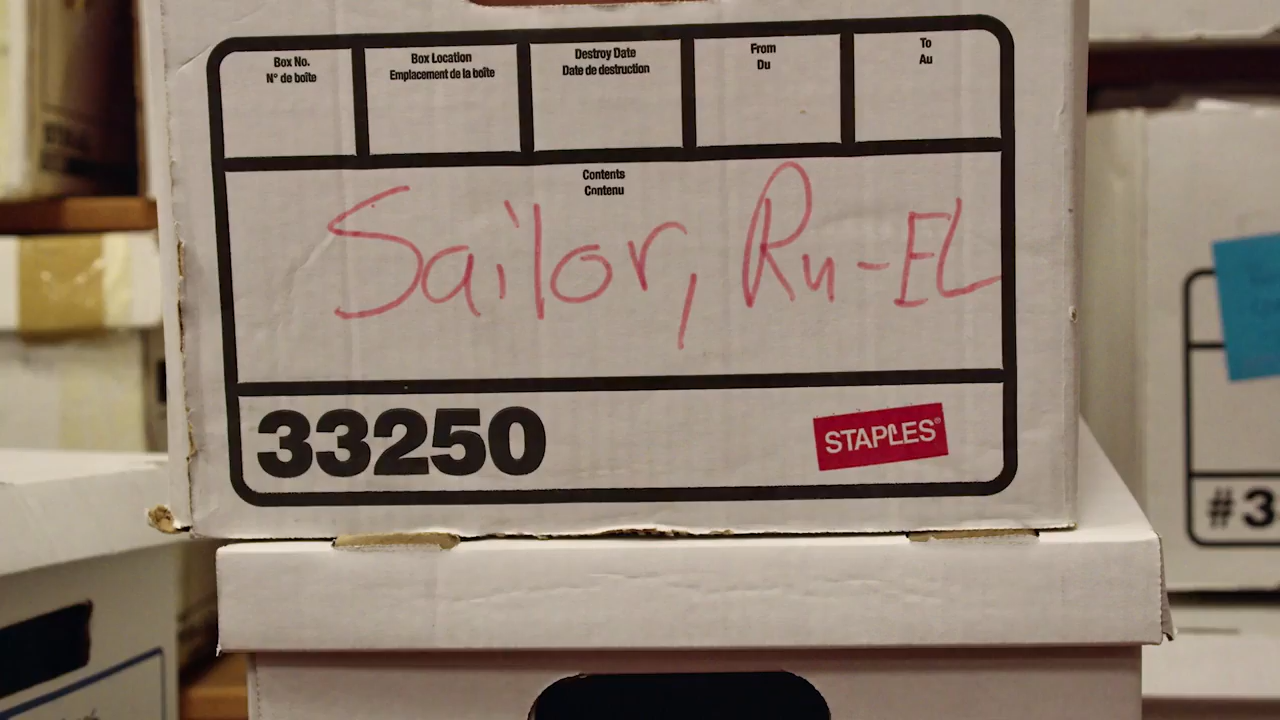 Box No.
N° de boîte
Box Location
Emplacement de la boîte
Destroy Date
Date de destruction
From
Du
To
Au
Contents
Contenu
Sailor, Ru-EL
33250
STAPLES®
#3